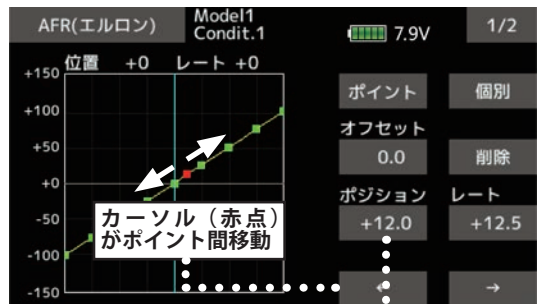 AFR(エルロン)
Model1
Condit.1
7.9V
1/2
位置 +0 レート +0
+150
+100
+50
+0
-50
-100
-150
カーソル（赤点）
がポイント間移動
ポイント
個別
オフセット
0.0
削除
ポジション
レート
+12.0
+12.5
←
→